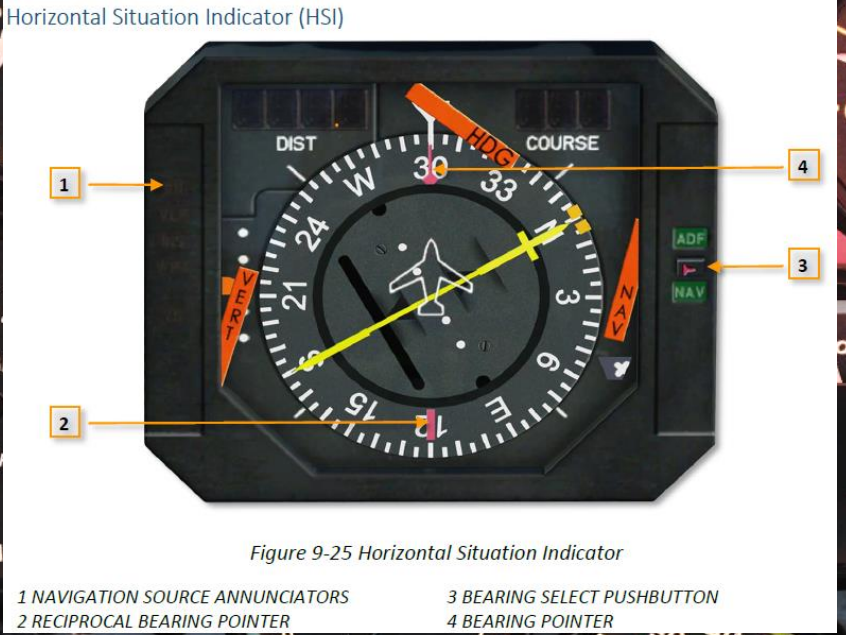 Horizontal Situation Indicator (HSI)
DIST
COURSE
HDG
30
33
N
3
6
E
12
15
S
21
24
W
VERT
NAV
ADF
NAV
1
2
3
4
Figure 9-25 Horizontal Situation Indicator
1 NAVIGATION SOURCE ANNUNCIATORS
3 BEARING SELECT PUSHBUTTON
2 RECIPROCAL BEARING POINTER
4 BEARING POINTER